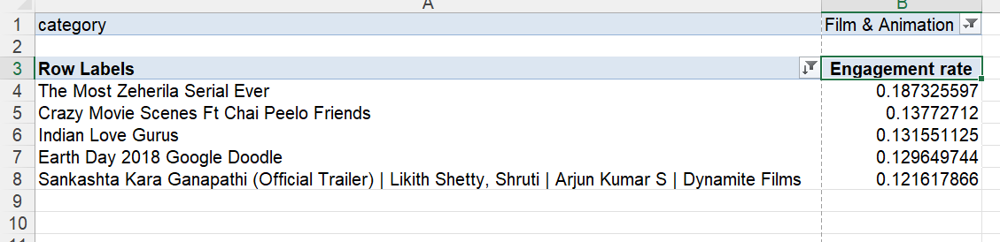 A B
1 category Film & Animation
2
3 Row Labels Engagement rate
4 The Most Zeherila Serial Ever 0.187325597
5 Crazy Movie Scenes Ft Chai Peelo Friends 0.13772712
6 Indian Love Gurus 0.131551125
7 Earth Day 2018 Google Doodle 0.129649744
8 Sankashta Kara Ganapathi (Official Trailer) | Likith Shetty, Shruti | Arjun Kumar S | Dynamite Films 0.121617866
9
10